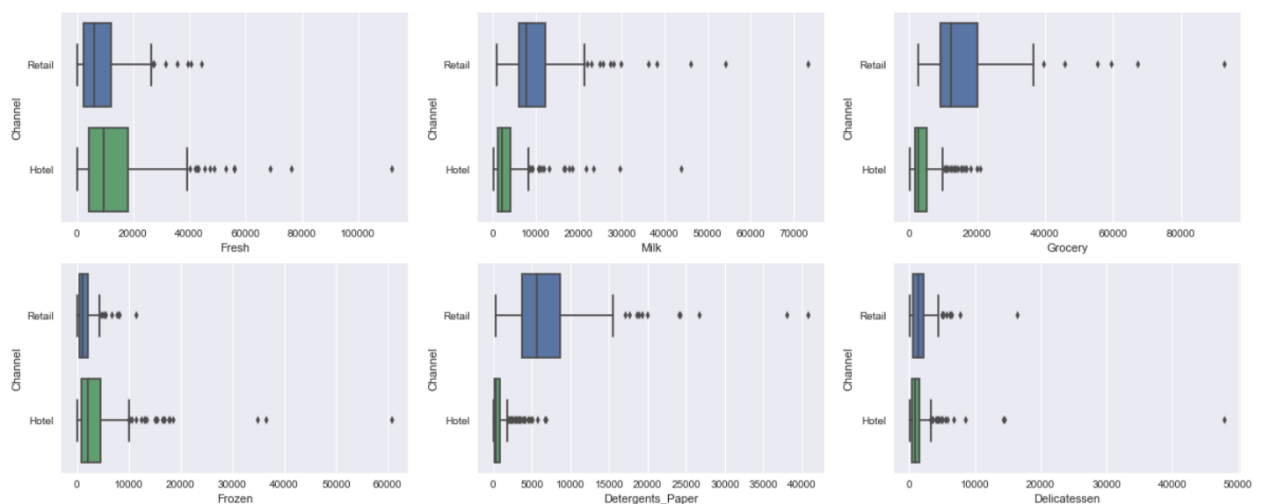 Channel
Retail
Hotel
0 20000 40000 60000 80000 100000
Fresh
Channel
Retail
Hotel
0 10000 20000 30000 40000 50000 60000 70000
Milk
Channel
Retail
Hotel
0 20000 40000 60000 80000
Grocery
Channel
Retail
Hotel
0 10000 20000 30000 40000 50000 60000
Frozen
Channel
Retail
Hotel
0 5000 10000 15000 20000 25000 30000 35000 40000
Detergents_Paper
Channel
Retail
Hotel
0 10000 20000 30000 40000 50000
Delicatessen